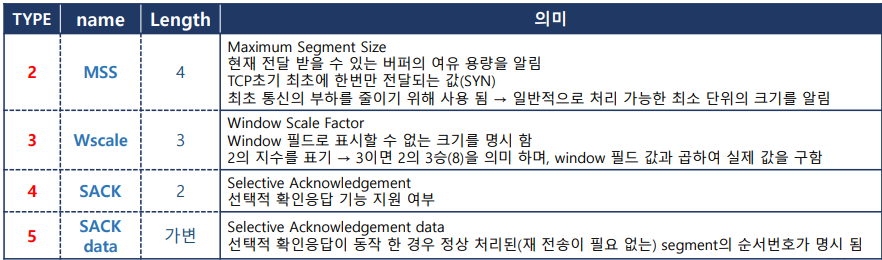 TYPE name Length 의미
2 MSS 4
Maximum Segment Size
현재 전달 받을 수 있는 버퍼의 여유 용량을 알림
TCP초기 최초에 한번만 전달되는 값(SYN)
최초 통신의 부하를 줄이기 위해 사용 됨 → 일반적으로 처리 가능한 최소 단위의 크기를 알림
3 Wscale 3
Window Scale Factor
Window 필드로 표시할 수 없는 크기를 명시 함
2의 지수를 표기 → 3이면 2의 3승(8)을 의미 하며, window 필드 값과 곱하여 실제 값을 구함
4 SACK 2
Selective Acknowledgement
선택적 확인응답 기능 지원 여부
5 SACK data 가변
Selective Acknowledgement data
선택적 확인응답이 동작 한 경우 정상 처리된(재 전송이 필요 없는) segment의 순서번호가 명시 됨